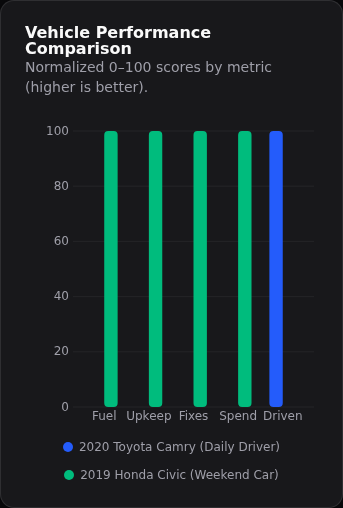 Vehicle Performance
Comparison
Normalized 0–100 scores by metric
(higher is better).
100
80
60
40
20
0
Fuel Upkeep Fixes Spend Driven
2020 Toyota Camry (Daily Driver)
2019 Honda Civic (Weekend Car)